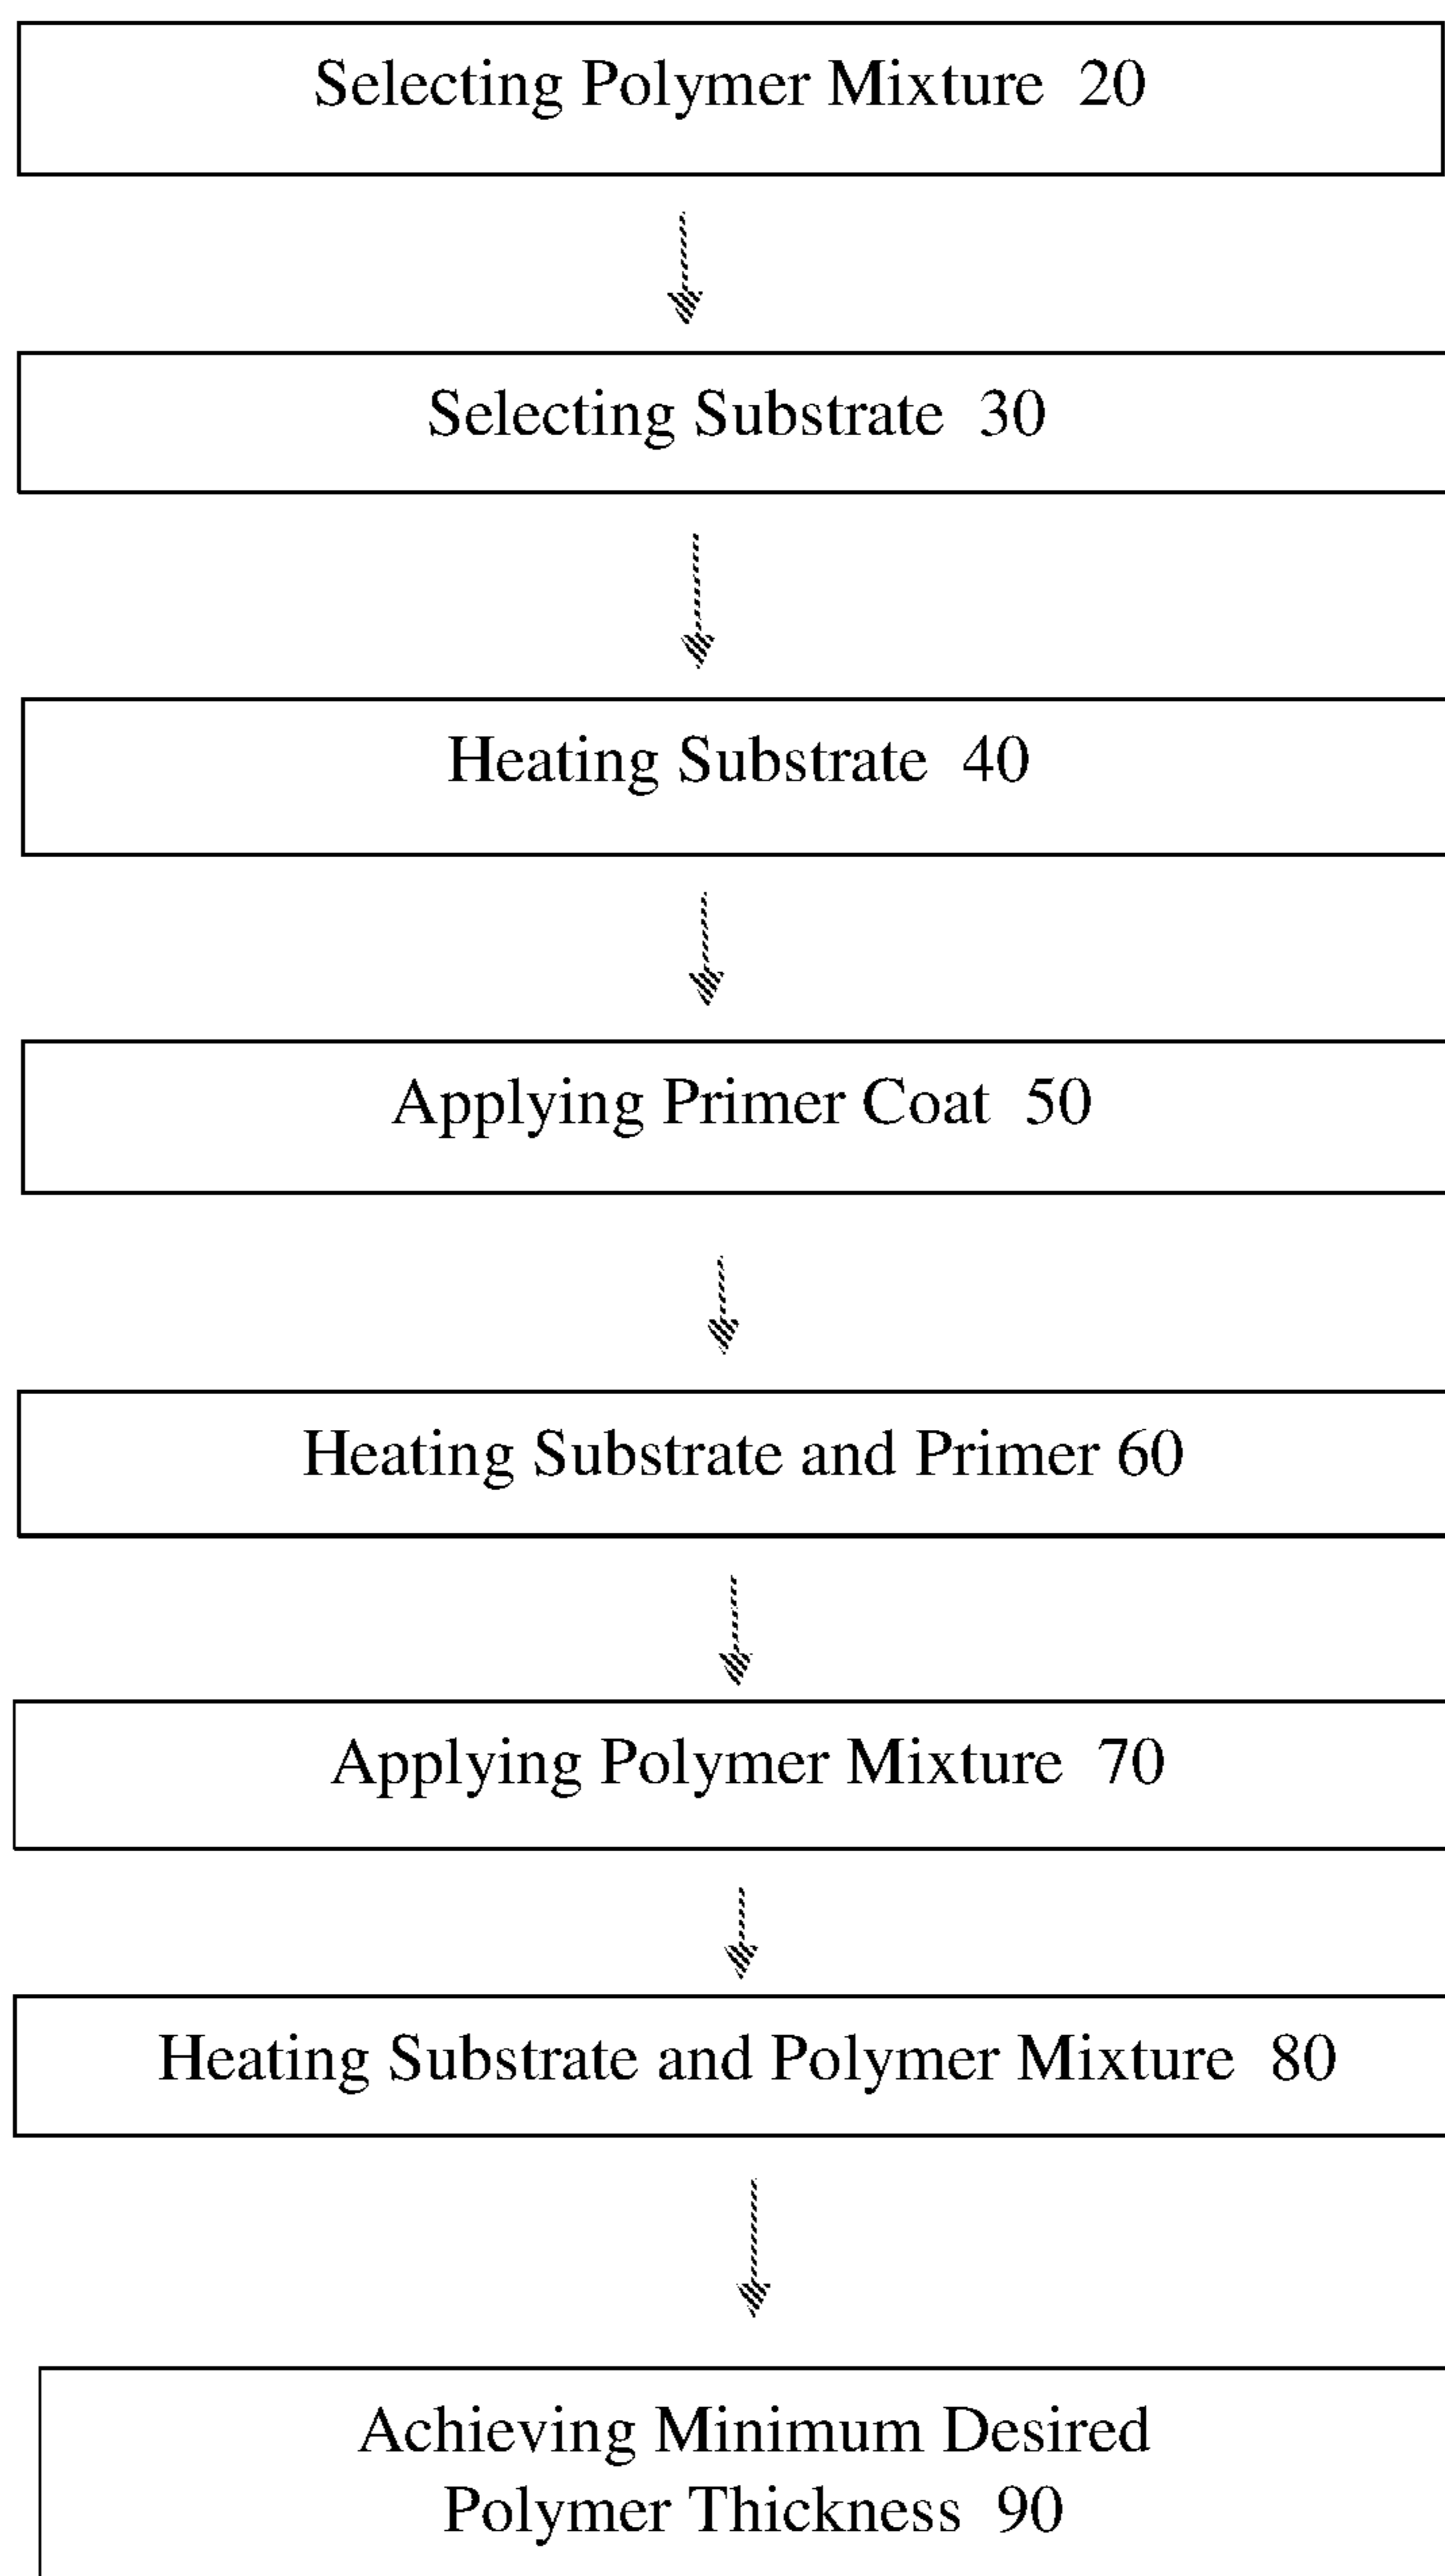 Selecting Polymer Mixture 20
Selecting Substrate 30
Heating Substrate 40
Applying Primer Coat 50
Heating Substrate and Primer 60
Applying Polymer Mixture 70
Heating Substrate and Polymer Mixture 80
Achieving Minimum Desired
Polymer Thickness 90